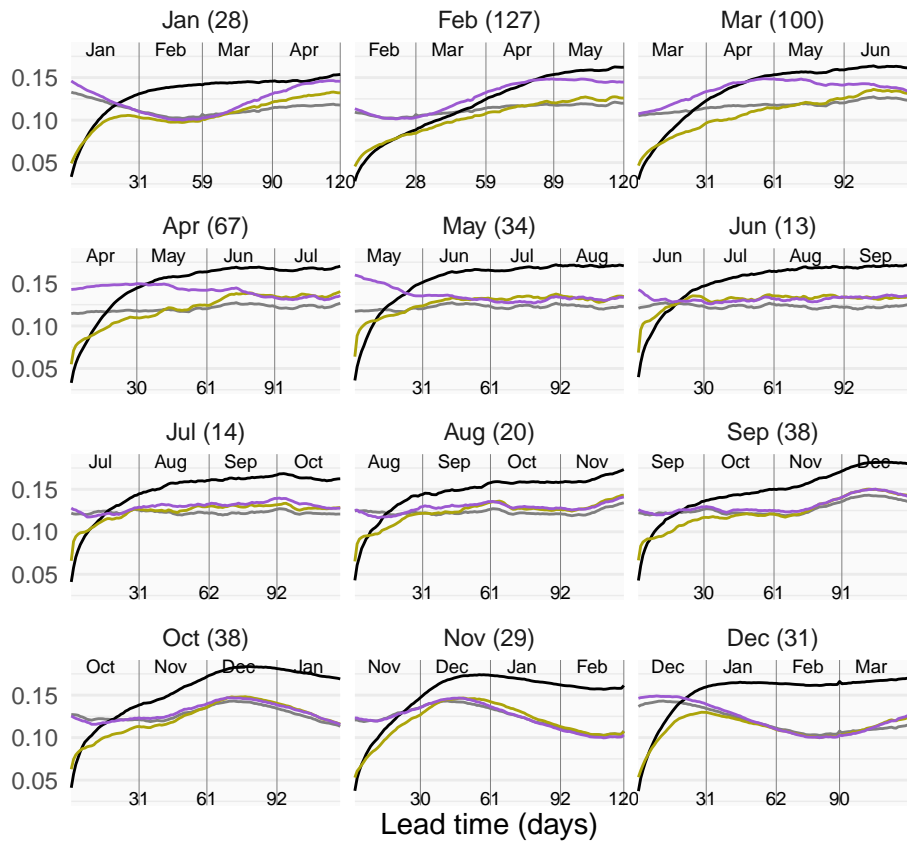 Jan (28) Feb (127) Mar (100)
Jan Feb Mar Apr Feb Mar Apr May Mar Apr May Jun
0.15
0.10
0.05
31 59 90 120 28 59 89 120 31 61 92
Apr (67) May (34) Jun (13)
Apr May Jun Jul May Jun Jul Aug Jun Jul Aug Sep
0.15
0.10
0.05
30 61 91 31 61 92 30 61 92
Jul (14) Aug (20) Sep (38)
Jul Aug Sep Oct Aug Sep Oct Nov Sep Oct Nov Dec
0.15
0.10
0.05
31 62 92 31 61 92 30 61 91
Oct (38) Nov (29) Dec (31)
Oct Nov Dec Jan Nov Dec Jan Feb Dec Jan Feb Mar
0.15
0.10
0.05
31 61 92 30 61 92 120 31 62 90
Lead time (days)